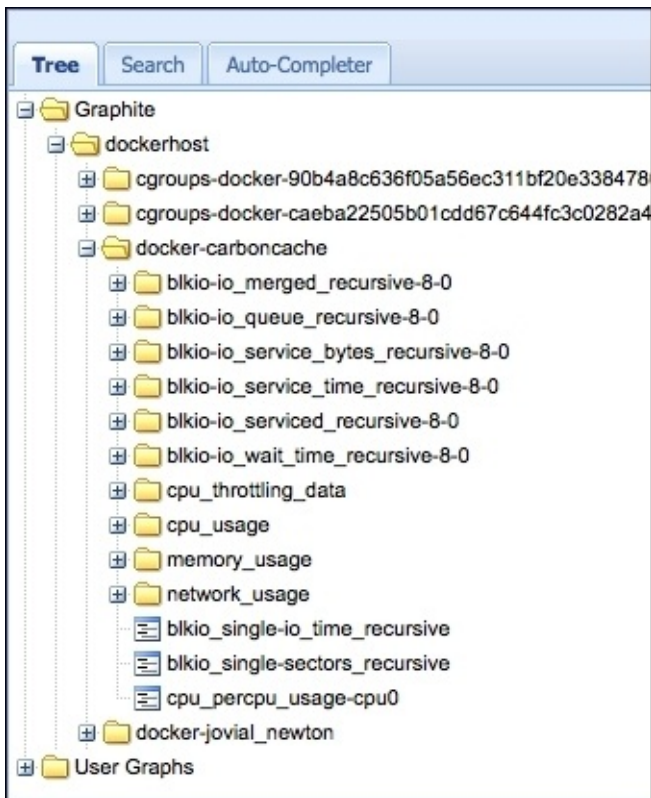 Tree Search Auto-Completer
Graphite
dockerhost
cgroups-docker-90b4a8c636f05a56ec311bf20e338478
cgroups-docker-caeba22505b01cdd67c644fc3c0282a4
docker-carboncache
blkio-io_merged_recursive-8-0
blkio-io_queue_recursive-8-0
blkio-io_service_bytes_recursive-8-0
blkio-io_service_time_recursive-8-0
blkio-io_serviced_recursive-8-0
blkio-io_wait_time_recursive-8-0
cpu_throttling_data
cpu_usage
memory_usage
network_usage
blkio_single-io_time_recursive
blkio_single-sectors_recursive
cpu_percpu_usage-cpu0
docker-jovial_newton
User Graphs